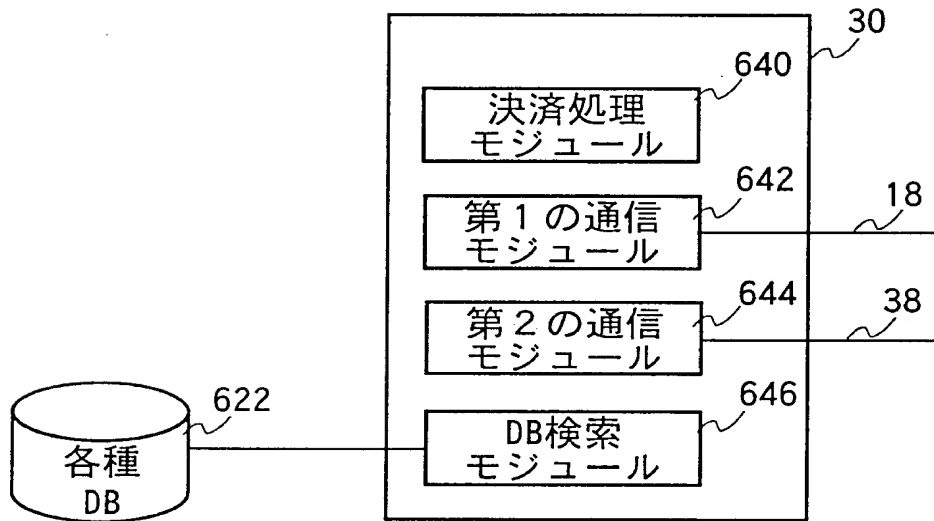 30
640
決済処理
モジュール
642
第1の通信
モジュール
18
644
第2の通信
モジュール
38
646
DB検索
モジュール
622
各種
DB